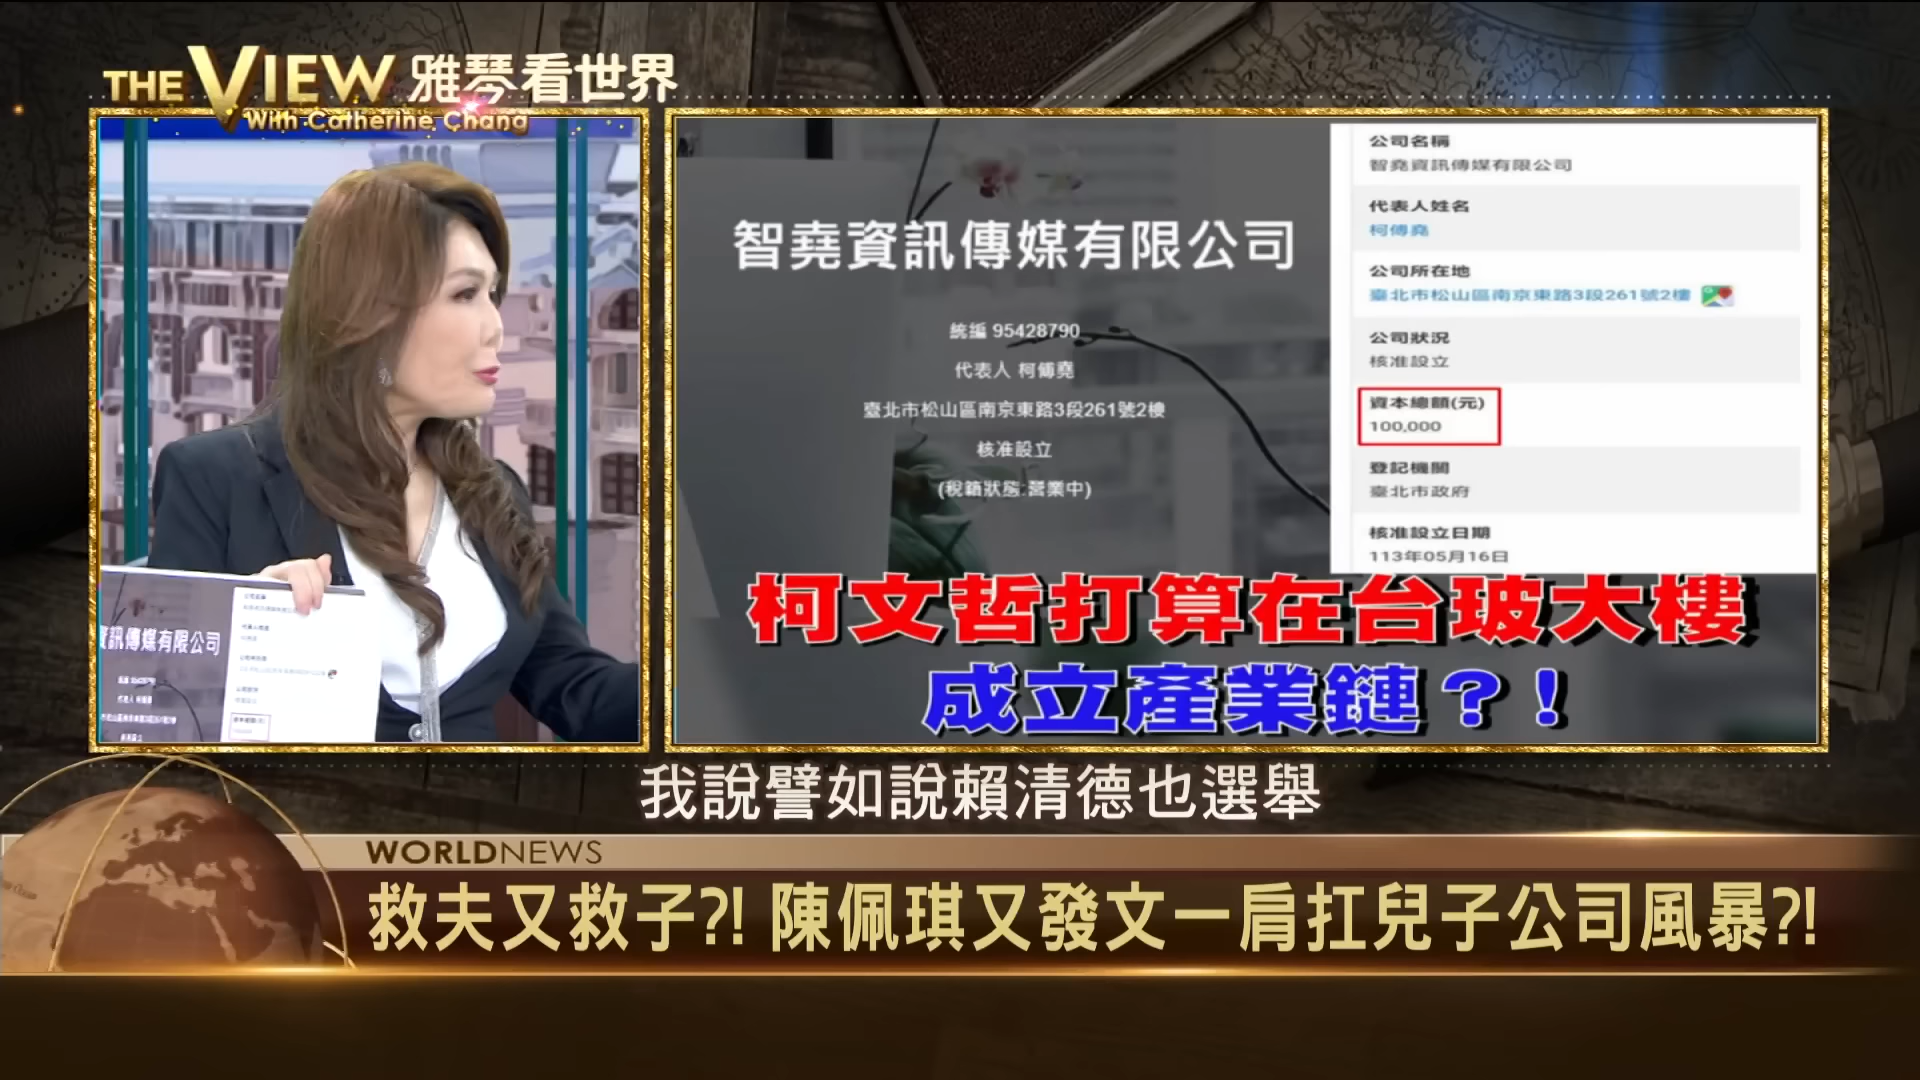 THE VIEW 雅琴看世界
With Catherine Chang
智堯資訊傳媒有限公司
統編 95428790
代表人 柯傅堯
臺北市松山區南京東路3段261號2樓
核准設立
(稅籍狀態:營業中)
公司名稱
智堯資訊傳媒有限公司
代表人姓名
柯傅堯
公司所在地
臺北市松山區南京東路3段261號2樓
公司狀況
核准設立
資本總額(元)
100,000
登記機關
臺北市政府
核准設立日期
113年05月16日
柯文哲打算在台玻大樓
成立產業鏈?!
資訊傳媒有限公司
我說譬如說賴清德也選舉
WORLDNEWS
救夫又救子?! 陳佩琪又發文一肩扛兒子公司風暴?!